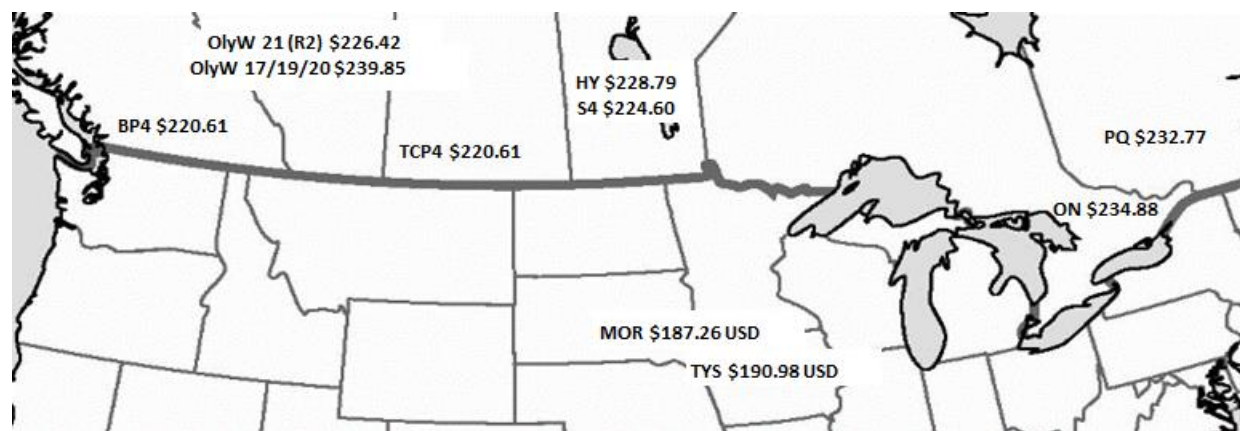 OlyW 21 (R2) $226.42
OlyW 17/19/20 $239.85
HY $228.79
S4 $224.60
BP4 $220.61
TCP4 $220.61
PQ $232.77
ON $234.88
MOR $187.26 USD
TYS $190.98 USD